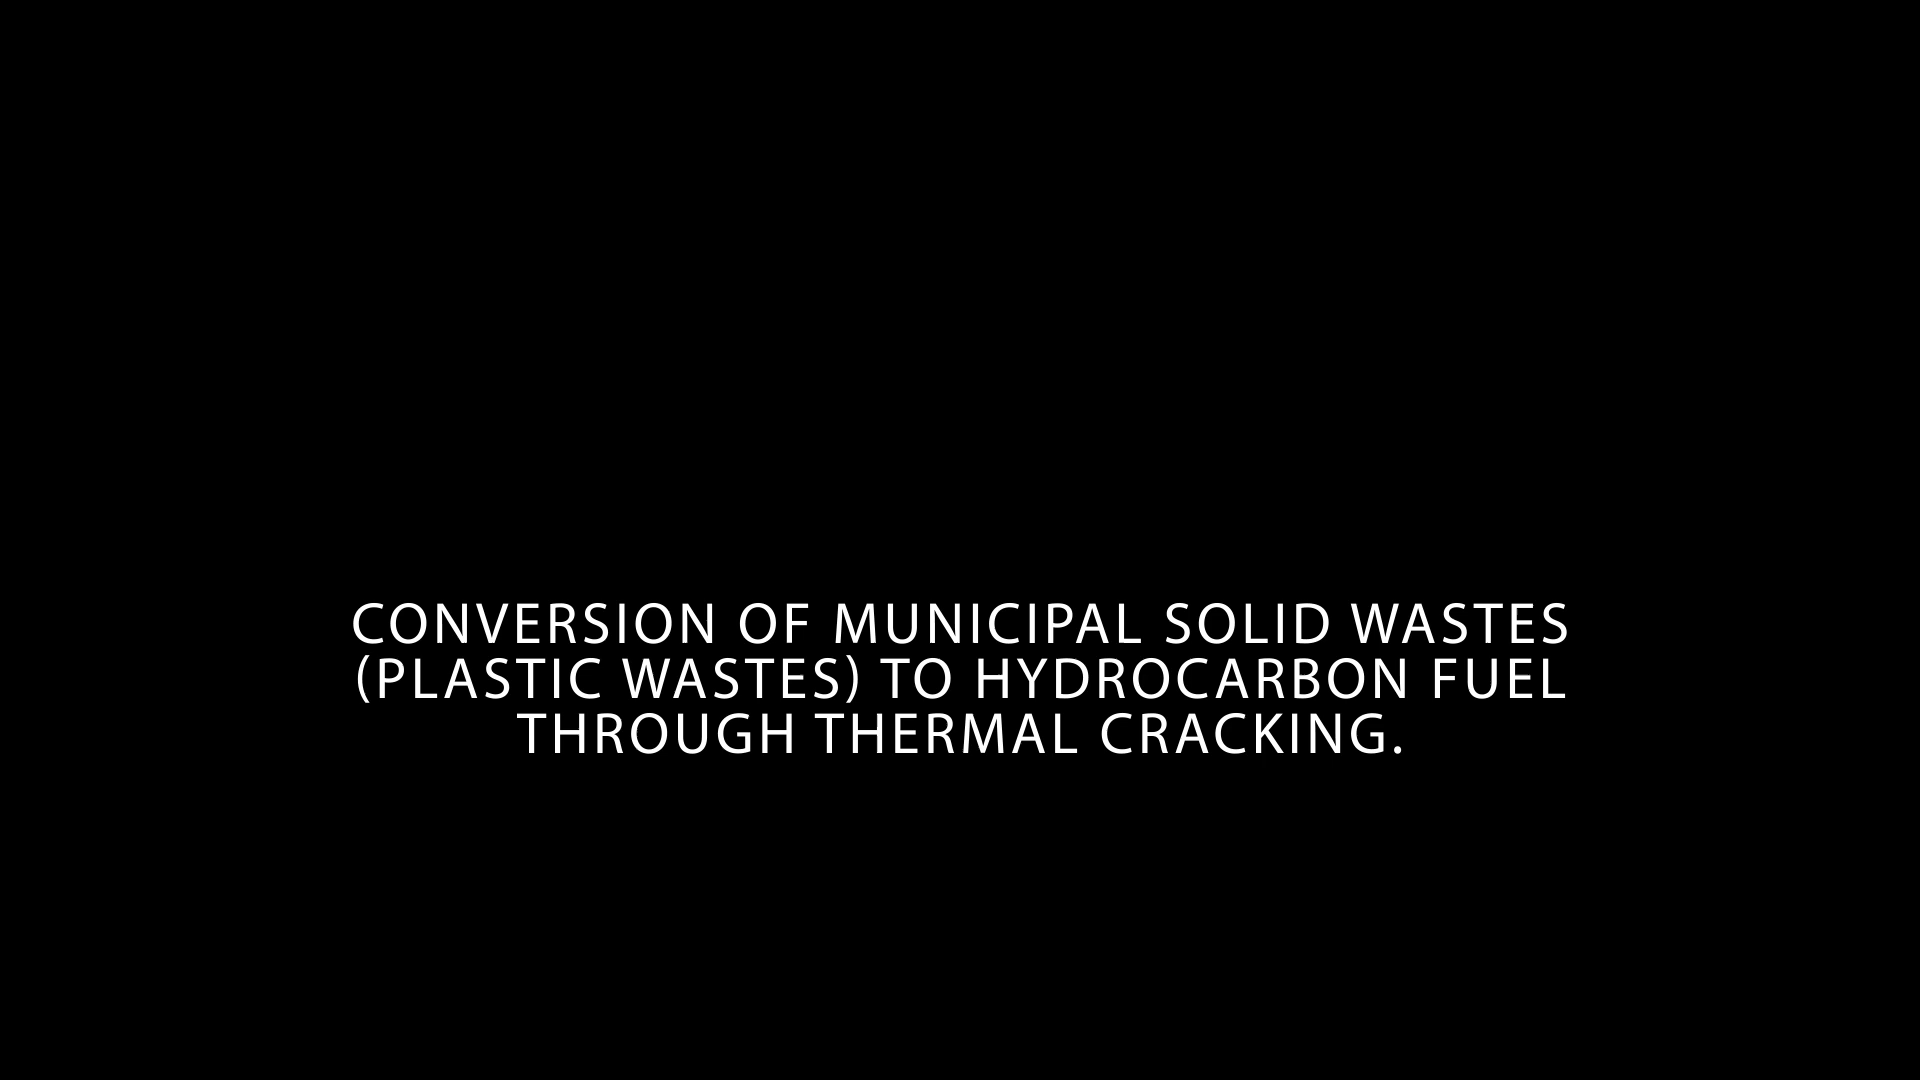 CONVERSION OF MUNICIPAL SOLID WASTES
(PLASTIC WASTES) TO HYDROCARBON FUEL
THROUGH THERMAL CRACKING.